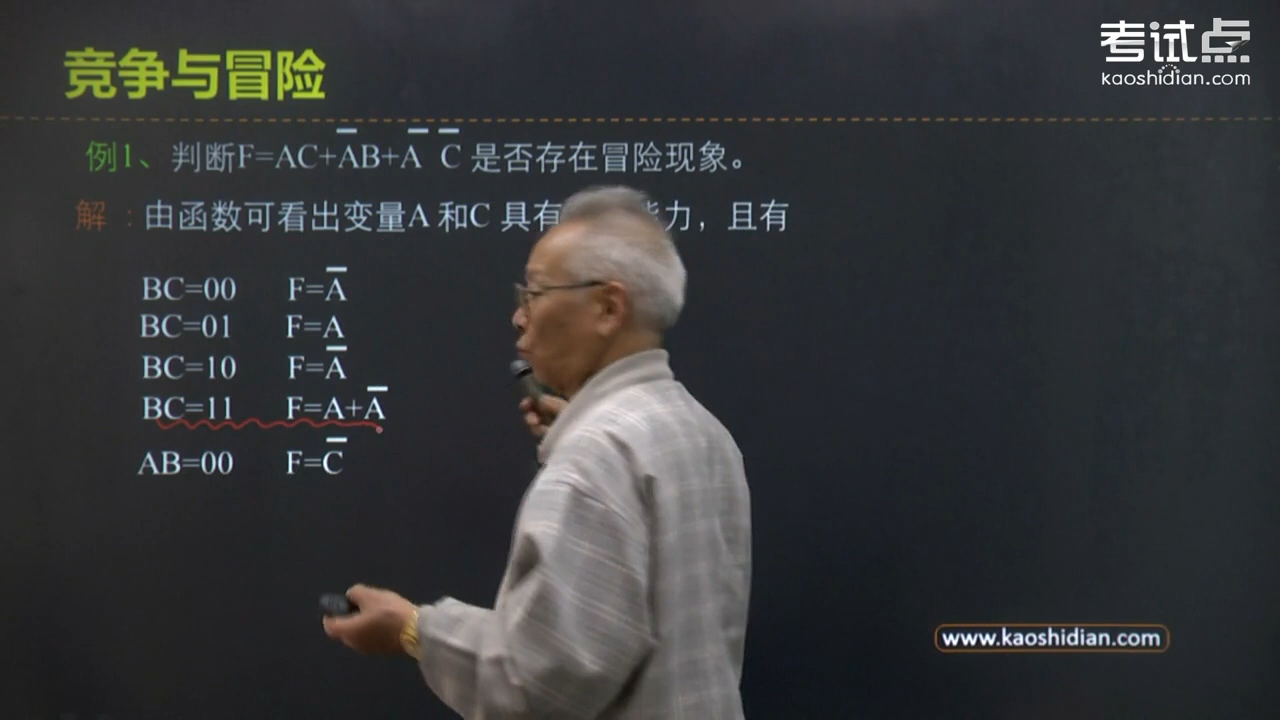 考试点
kaoshidian.com
竞争与冒险
例1、判断F=AC+A̅B+A̅ C̅ 是否存在冒险现象。
解：由函数可看出变量A 和C 具有 力，且有
BC=00 F=A̅
BC=01 F=A
BC=10 F=A̅
BC=11 F=A+A̅
AB=00 F=C̅
www.kaoshidian.com